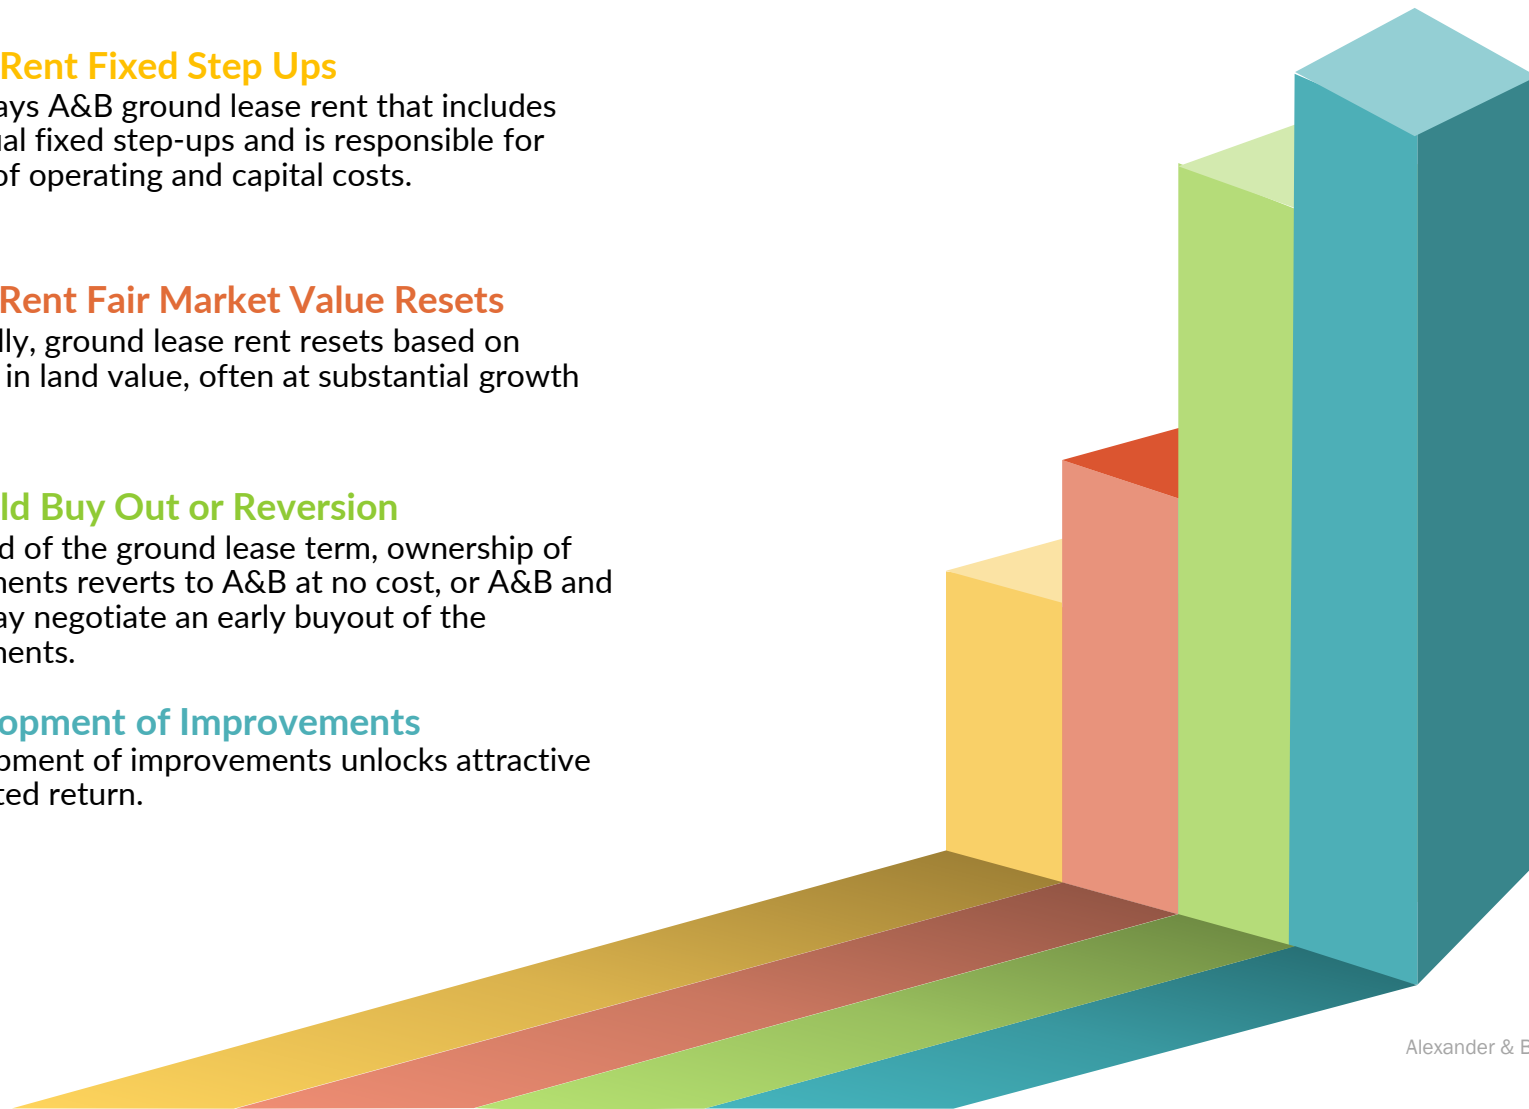 Rent Fixed Step Ups
ays A&B ground lease rent that includes
al fixed step-ups and is responsible for
of operating and capital costs.
Rent Fair Market Value Resets
lly, ground lease rent resets based on
in land value, often at substantial growth
ld Buy Out or Reversion
d of the ground lease term, ownership of
ents reverts to A&B at no cost, or A&B and
ay negotiate an early buyout of the
ents.
opment of Improvements
pment of improvements unlocks attractive
ted return.
Alexander & B